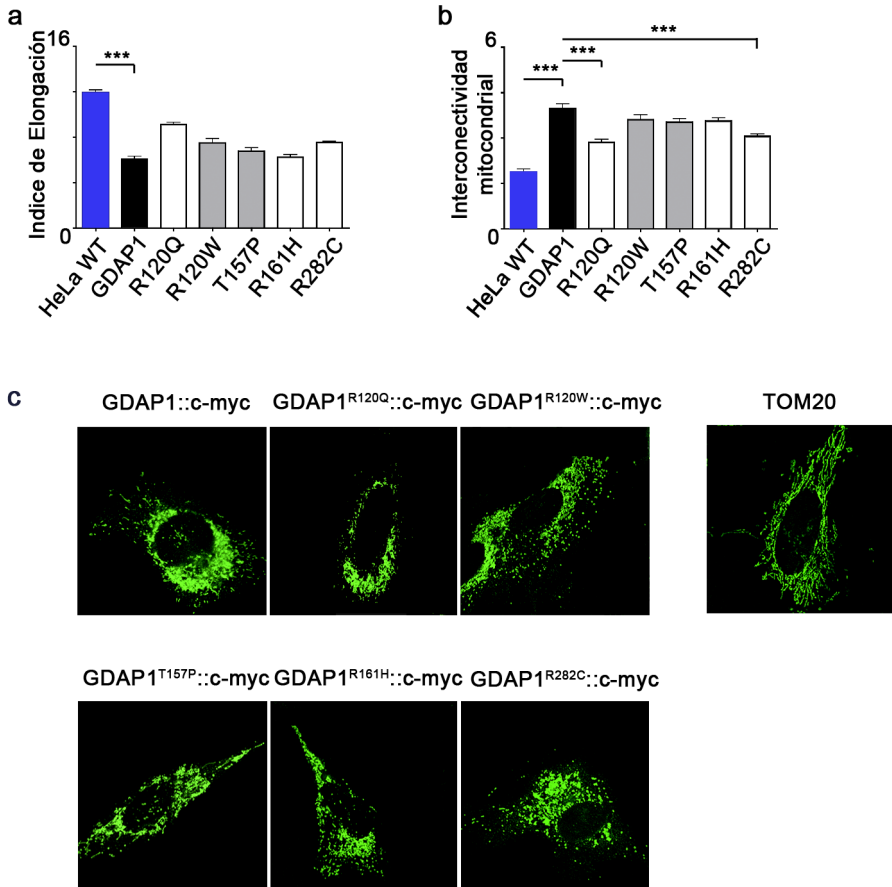 a
Indice de Elongación
16
0
***
HeLa WT
GDAP1
R120Q
R120W
T157P
R161H
R282C
b
Interconectividad
mitocondrial
6
0
***
***
***
HeLa WT
GDAP1
R120Q
R120W
T157P
R161H
R282C
c
GDAP1::c-myc
GDAP1R120Q::c-myc
GDAP1R120W::c-myc
TOM20
GDAP1T157P::c-myc
GDAP1R161H::c-myc
GDAP1R282C::c-myc